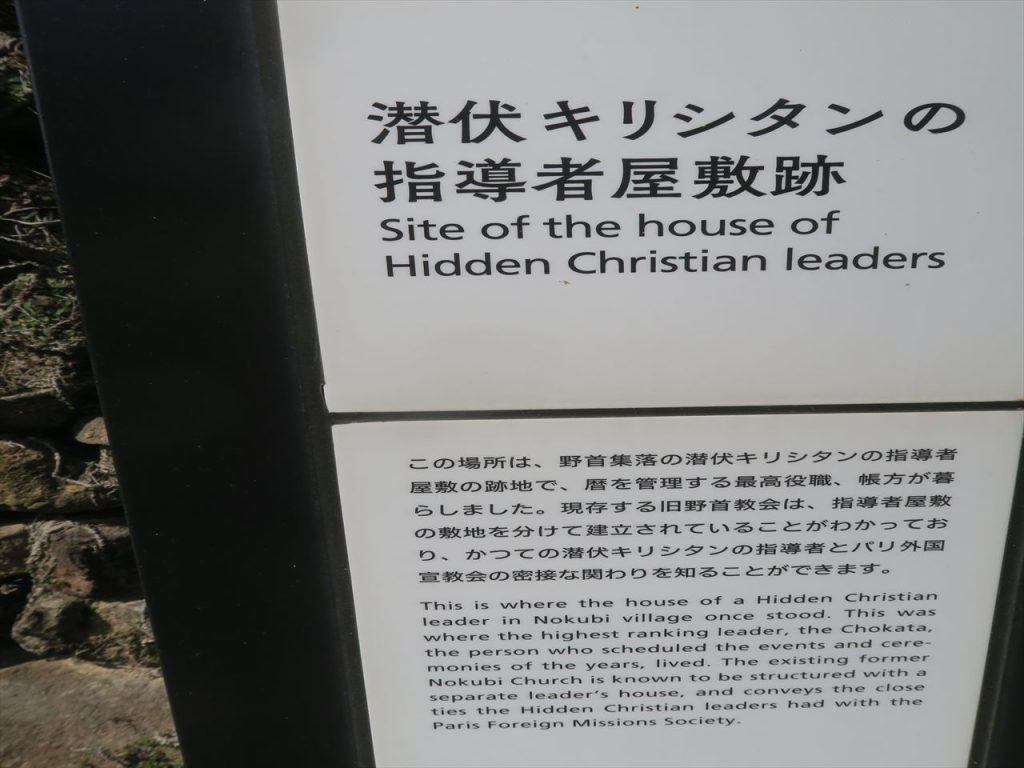 潜伏キリシタンの
指導者屋敷跡
Site of the house of
Hidden Christian leaders
この場所は、野首集落の潜伏キリシタンの指導者
屋敷の跡地で、暦を管理する最高役職、帳方が暮
らしました。現存する旧野首教会は、指導者屋敷
の敷地を分けて建立されていることがわかってお
り、かつての潜伏キリシタンの指導者とパリ外国
宣教会の密接な関わりを知ることができます。
This is where the house of a Hidden Christian
leader in Nokubi village once stood. This was
where the highest ranking leader, the Chokata,
the person who scheduled the events and cere-
monies of the years, lived. The existing former
Nokubi Church is known to be structured with a
separate leader's house, and conveys the close
ties the Hidden Christian leaders had with the
Paris Foreign Missions Society.